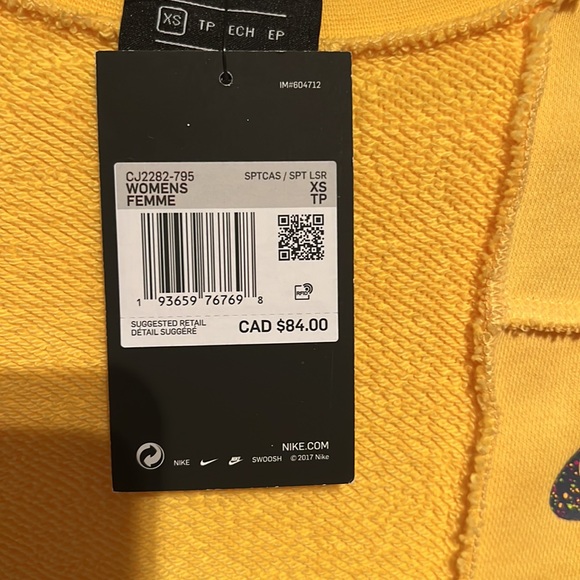 XS TP ECH EP
IM#604712
CJ2282-795 SPTCAS / SPT LSR
WOMENS XS
FEMME TP
1 93659 76769 8
RFID
SUGGESTED RETAIL
DÉTAIL SUGGÉRÉ
CAD $84.00
NIKE.COM
NIKE SWOOSH © 2017 Nike